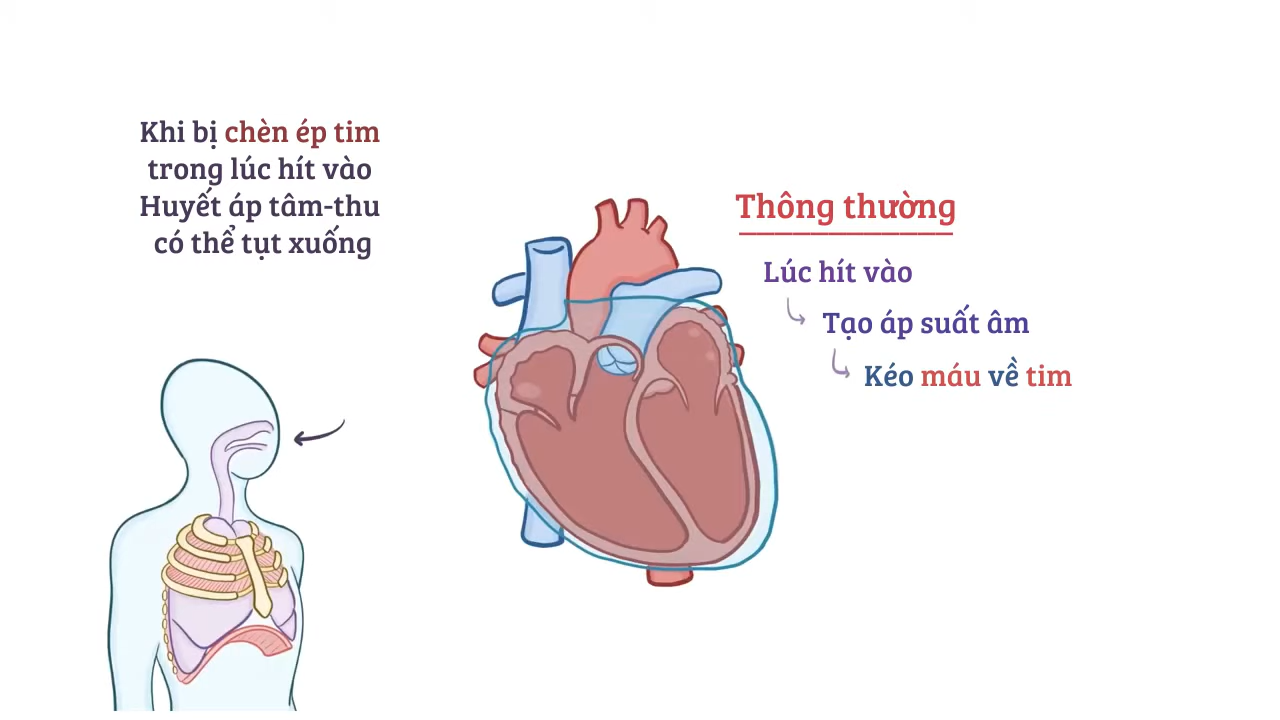 Khi bị chèn ép tim
trong lúc hít vào
Huyết áp tâm-thu
có thể tụt xuống
Thông thường
Lúc hít vào
Tạo áp suất âm
Kéo máu về tim